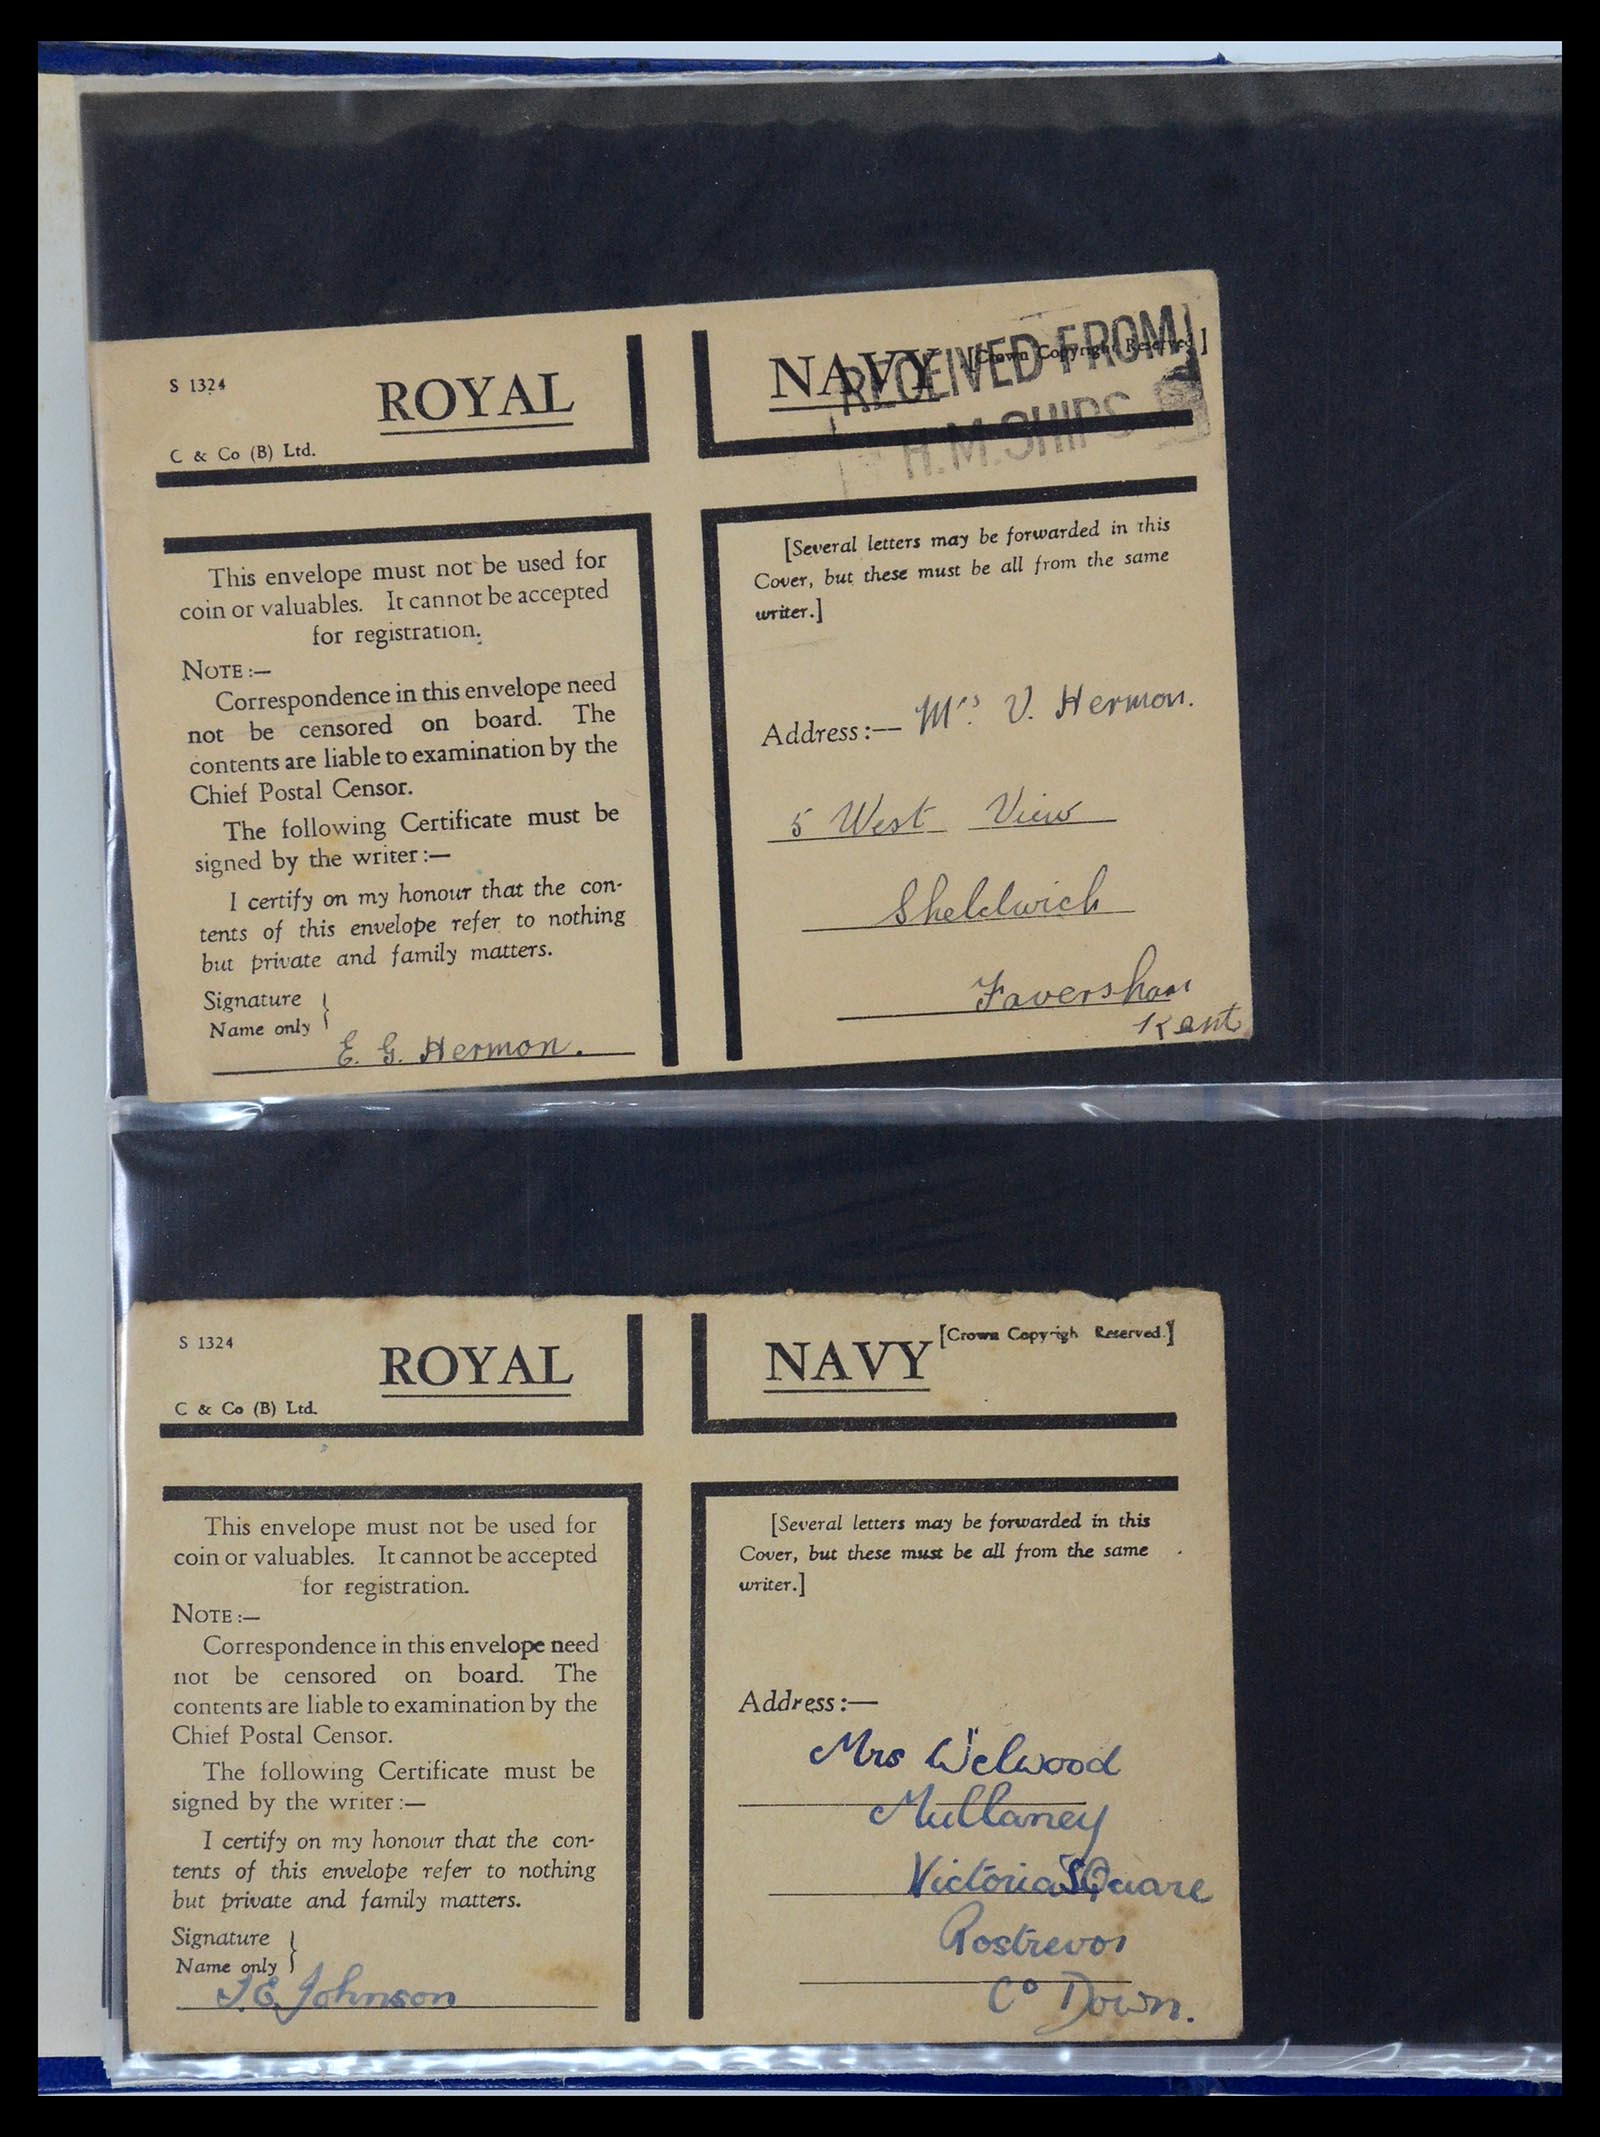 S 1324
ROYAL
NAVY
[Crown Copyright Reserved]
RECEIVED FROM
H.M. SHIPS
C & Co (B) Ltd.
This envelope must not be used for
coin or valuables. It cannot be accepted
for registration.
NOTE :—
Correspondence in this envelope need
not be censored on board. The
contents are liable to examination by the
Chief Postal Censor.
The following Certificate must be
signed by the writer :—
I certify on my honour that the con-
tents of this envelope refer to nothing
but private and family matters.
Signature
Name only }
E. G. Hermon.
[Several letters may be forwarded in this
Cover, but these must be all from the same
writer.]
Address :— Mrs. V. Hermon.
5 West View
Sheldwich
Faversham
Kent
S 1324
ROYAL
NAVY
[Crown Copyrigh Reserved.]
C & Co (B) Ltd.
This envelope must not be used for
coin or valuables. It cannot be accepted
for registration.
NOTE :—
Correspondence in this envelope need
not be censored on board. The
contents are liable to examination by the
Chief Postal Censor.
The following Certificate must be
signed by the writer :—
I certify on my honour that the con-
tents of this envelope refer to nothing
but private and family matters.
Signature
Name only }
J. E. Johnson
[Several letters may be forwarded in this
Cover, but these must be all from the same
writer.]
Address :—
Mrs Welwood
Mullaney
Victoria SQuare
Rostrevor
Co Down.